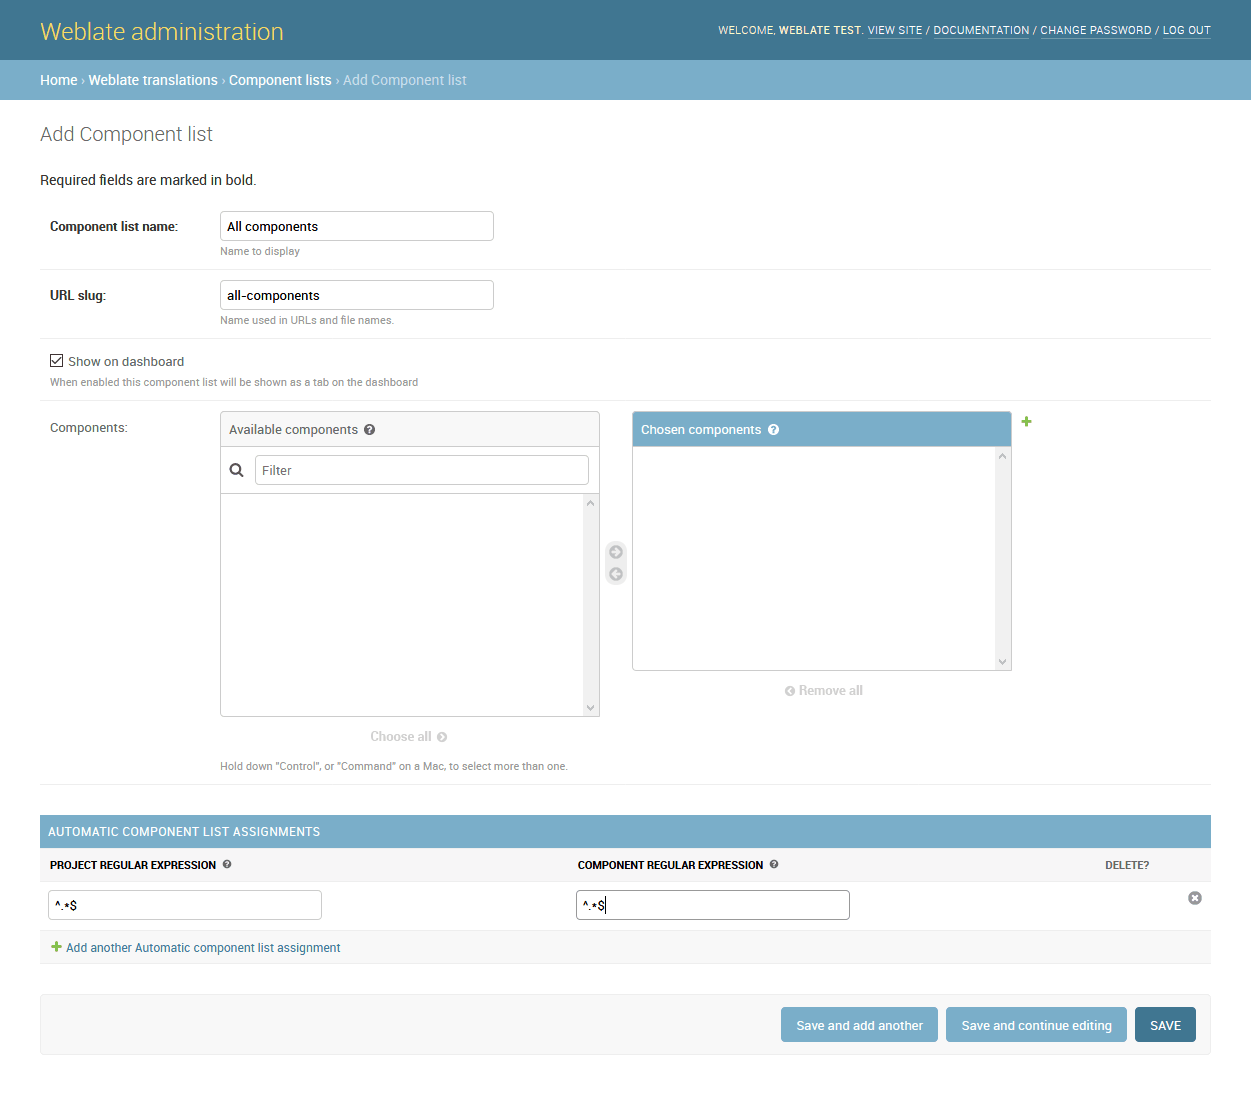 Weblate administration
WELCOME, WEBLATE TEST. VIEW SITE / DOCUMENTATION / CHANGE PASSWORD / LOG OUT
Home › Weblate translations › Component lists › Add Component list
Add Component list
Required fields are marked in bold.
Component list name:
All components
Name to display
URL slug:
all-components
Name used in URLs and file names.
Show on dashboard
When enabled this component list will be shown as a tab on the dashboard
Components:
Available components
Filter
Choose all
Chosen components
Remove all
Hold down "Control", or "Command" on a Mac, to select more than one.
AUTOMATIC COMPONENT LIST ASSIGNMENTS
PROJECT REGULAR EXPRESSION COMPONENT REGULAR EXPRESSION DELETE?
^.*$ ^.*$
Add another Automatic component list assignment
Save and add another Save and continue editing SAVE